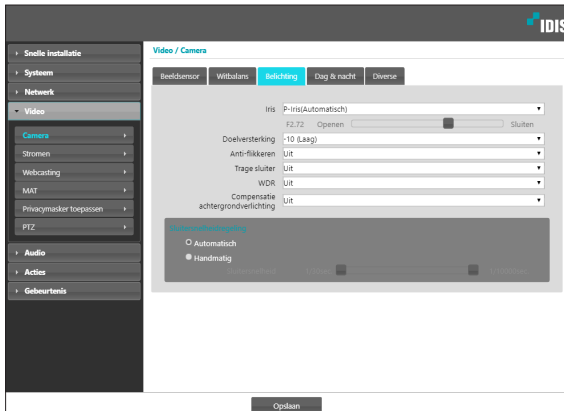 IDIS
Snelle installatie
Systeem
Netwerk
Video
Camera
Stromen
Webcasting
MAT
Privacymasker toepassen
PTZ
Audio
Acties
Gebeurtenis
Video / Camera
Beeldsensor Witbalans Belichting Dag & nacht Diverse
Iris P-Iris(Automatisch)
F2.72 Openen Sluiten
Doelversterking -10 (Laag)
Anti-flikkeren Uit
Trage sluiter Uit
WDR Uit
Compensatie
achtergrondverlichting Uit
Automatisch
Handmatig
Opslaan